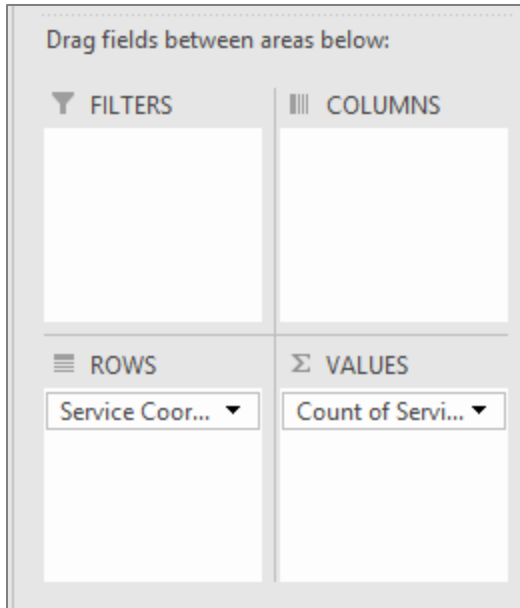 Drag fields between areas below:
FILTERS
COLUMNS
ROWS
Σ VALUES
Service Coor...
Count of Servi...